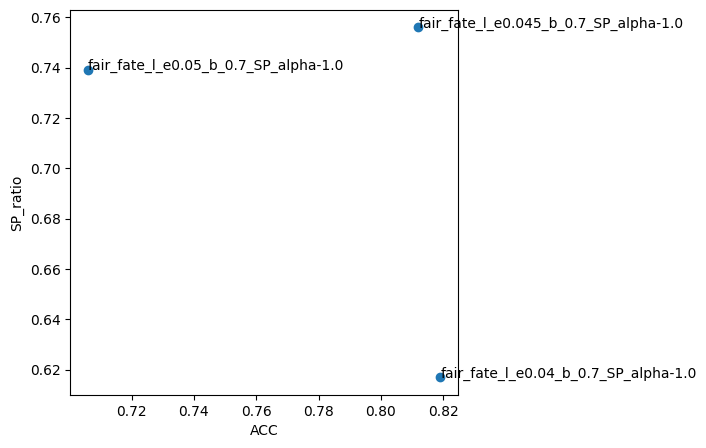 0.76
fair_fate_l_e0.045_b_0.7_SP_alpha-1.0
fair_fate_l_e0.05_b_0.7_SP_alpha-1.0
0.74
0.72
0.70
SP_ratio
0.68
0.66
0.64
0.62
fair_fate_l_e0.04_b_0.7_SP_alpha-1.0
0.72 0.74 0.76 0.78 0.80 0.82
ACC